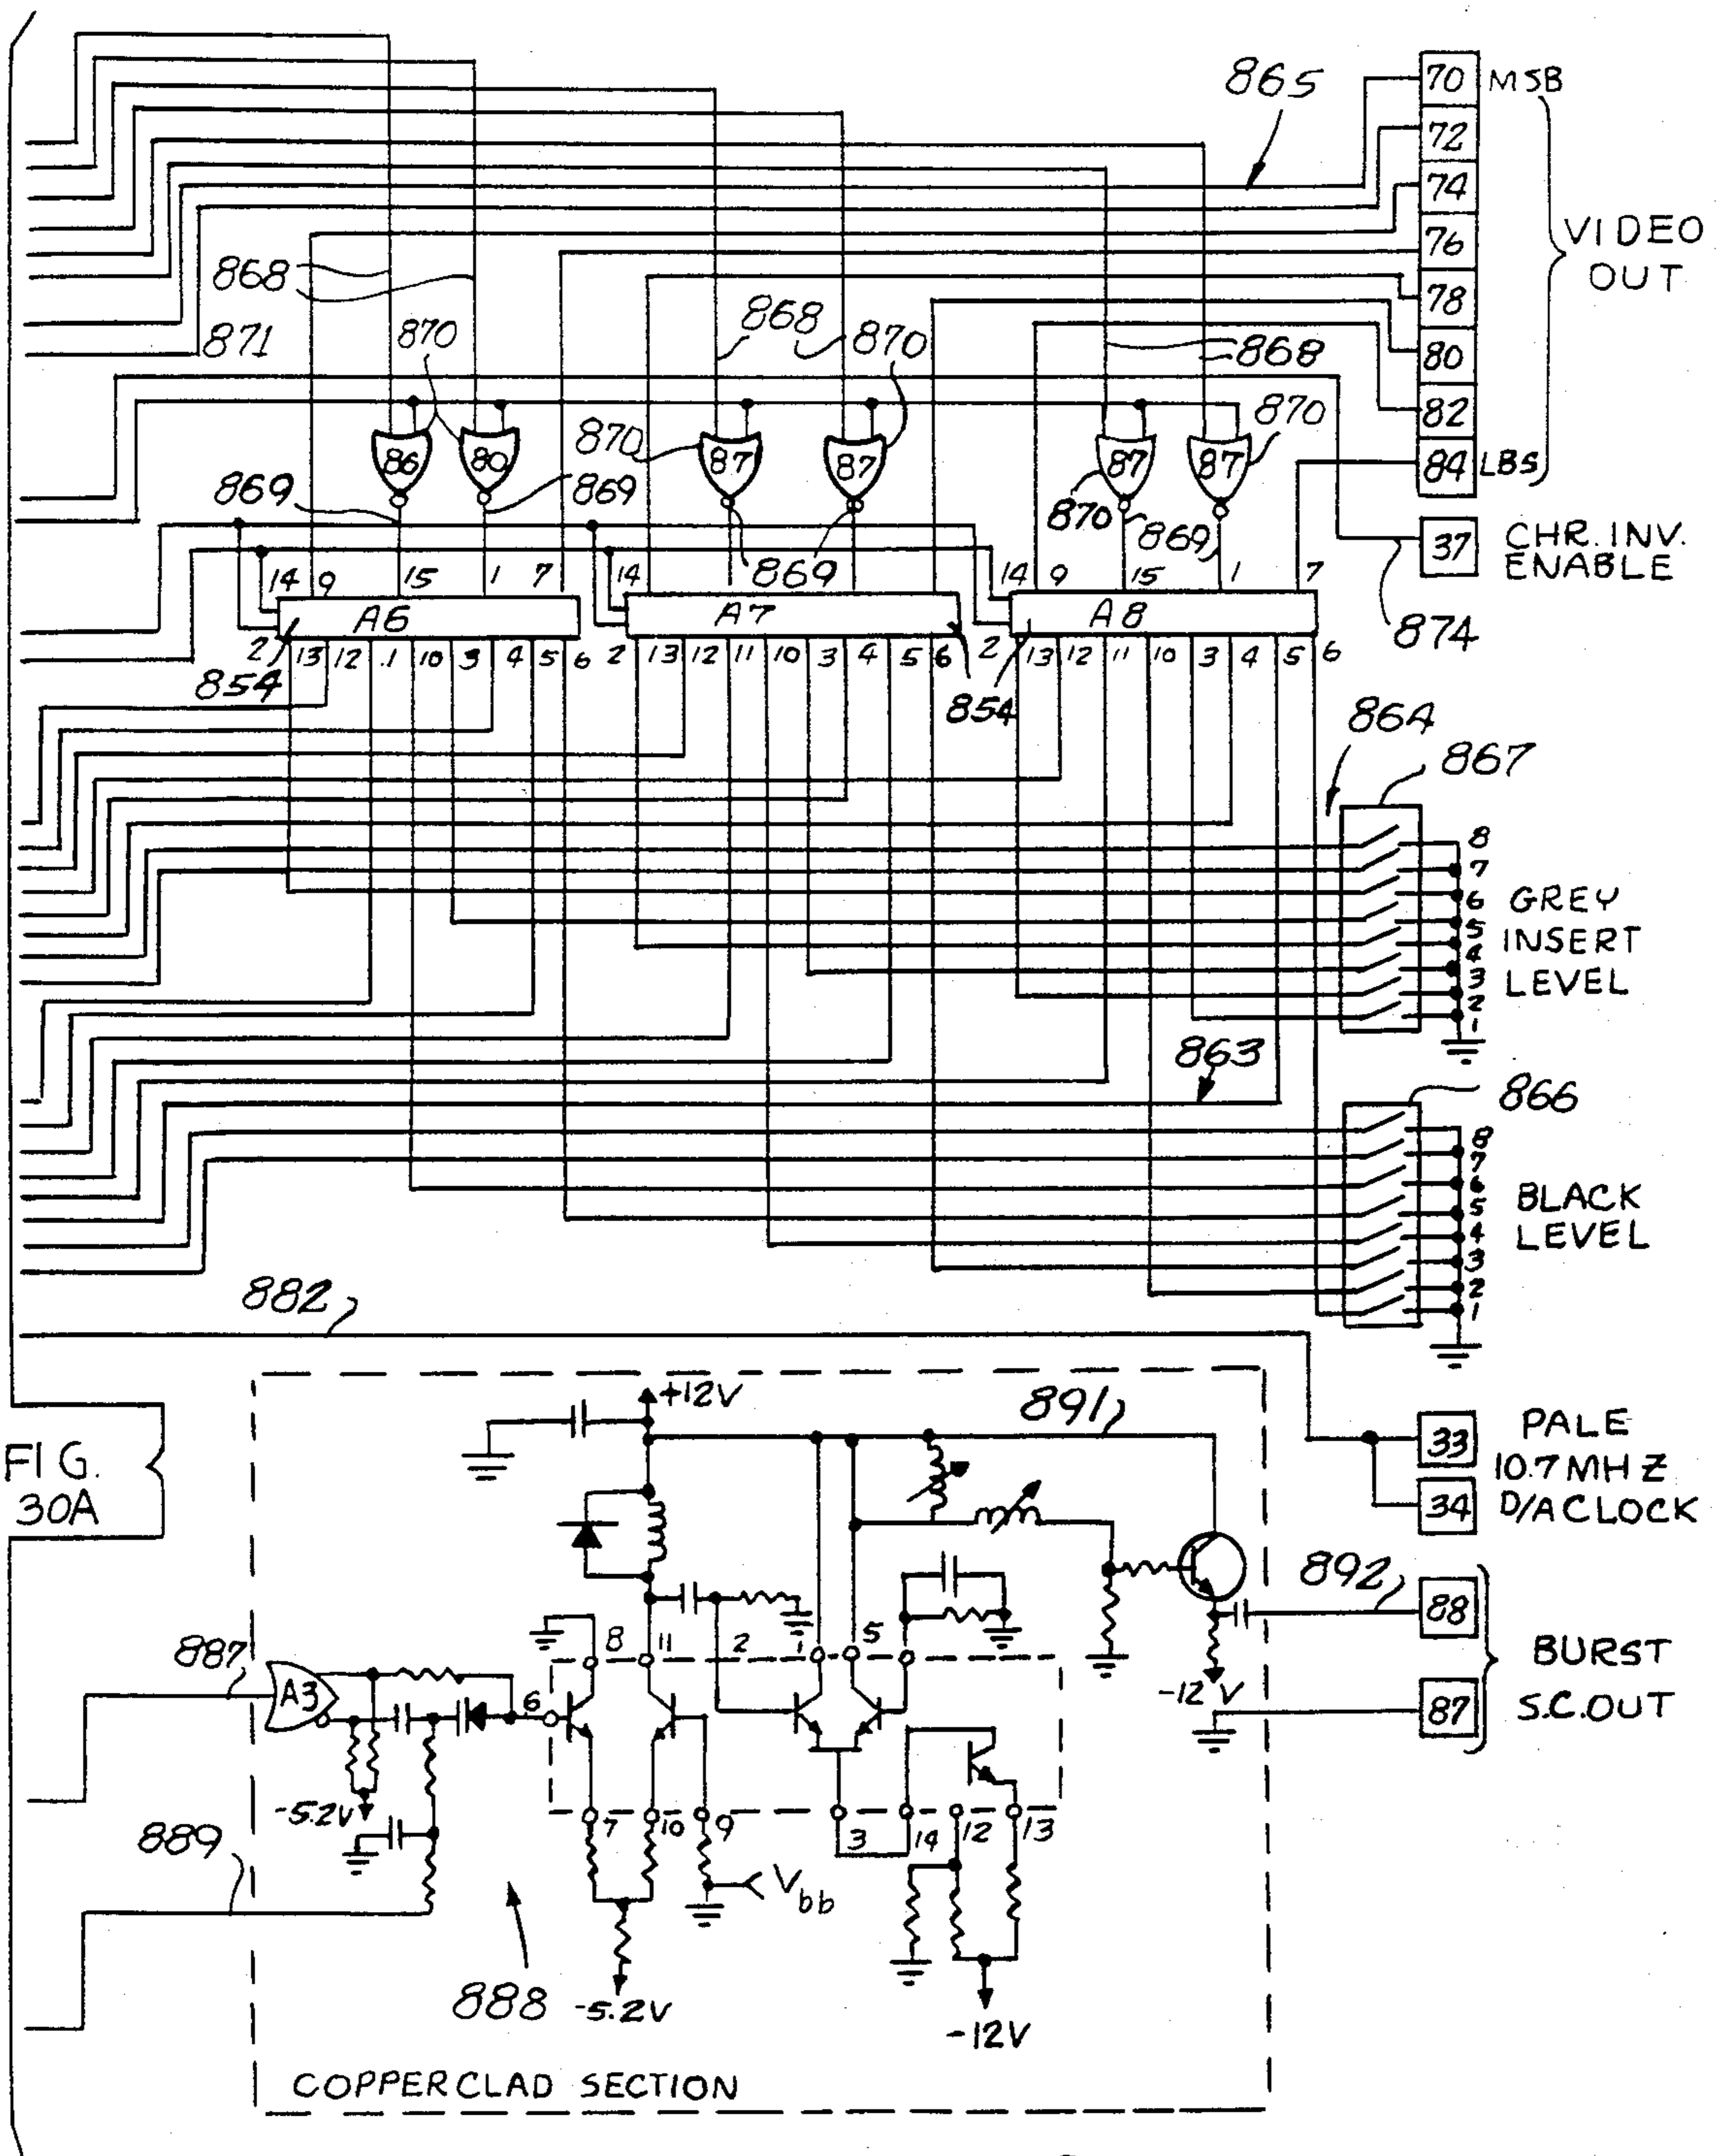 865
70 MSB
72
74
76
78
80
82
84 LBS
VIDEO
OUT
868
871
870
868
870
868
870
870
86
80
87
87
87
87
869
869
870
869
869
37
CHR. INV.
ENABLE
874
14 9 15 1 7
14
14 9 15 1 7
A6
A7
A8
2 13 12 .1 10 3 4 5 6
2 13 12 11 10 3 4 5 6
2 13 12 11 10 3 4 5 6
854
854
864
867
8
7
6
5
4
3
2
1
GREY
INSERT
LEVEL
863
866
8
7
6
5
4
3
2
1
BLACK
LEVEL
882
FIG.
30A
+12V
891
33
34
PALE
10.7 MHZ
D/A CLOCK
892
88
87
BURST
S.C. OUT
887
A3
6
8 11 2 1 5
-12 V
-5.2V
889
7 10 9 3 14 12 13
Vbb
888
-5.2V
-12V
COPPERCLAD SECTION